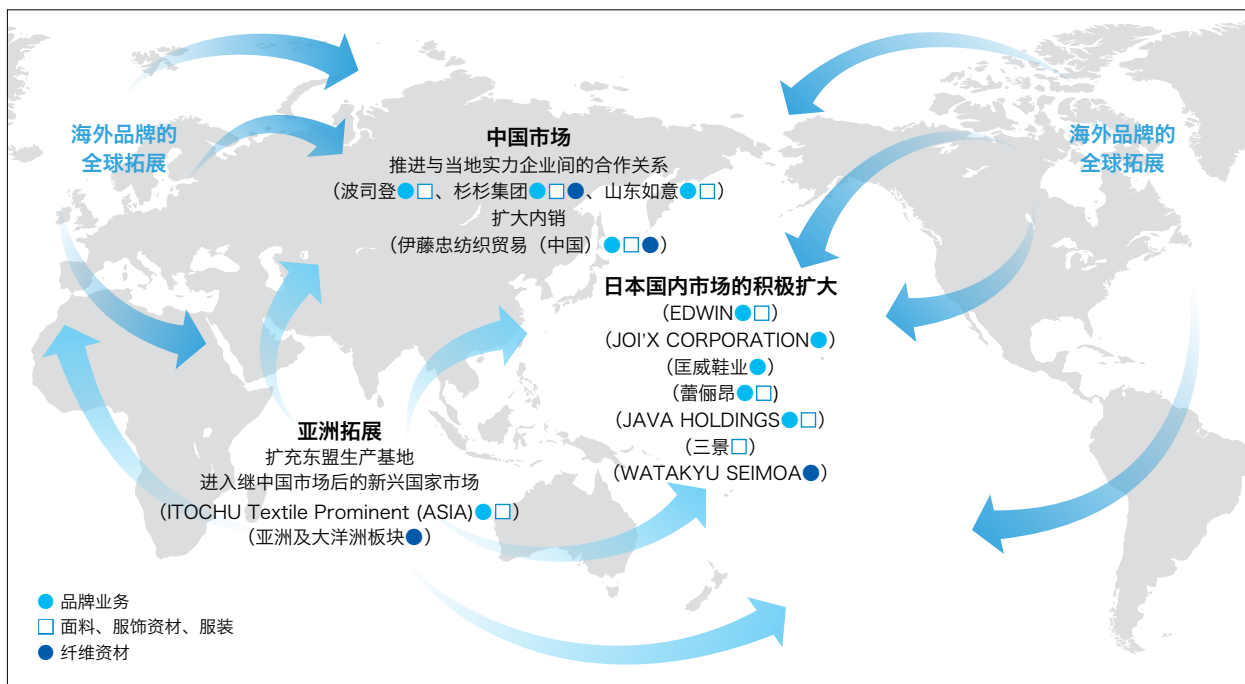 海外品牌的
全球拓展
中国市场
推进与当地实力企业间的合作关系
（波司登●□、杉杉集团●□●、山东如意●□）
扩大内销
（伊藤忠纺织贸易（中国）●□●）
海外品牌的
全球拓展
日本国内市场的积极扩大
（EDWIN●□）
（JOI'X CORPORATION●）
（匡威鞋业●）
（蕾俪昂●□)
（JAVA HOLDINGS●□）
（三景□）
（WATAKYU SEIMOA●）
亚洲拓展
扩充东盟生产基地
进入继中国市场后的新兴国家市场
（ITOCHU Textile Prominent (ASIA)●□）
（亚洲及大洋洲板块●）
● 品牌业务
□ 面料、服饰资材、服装
● 纤维资材